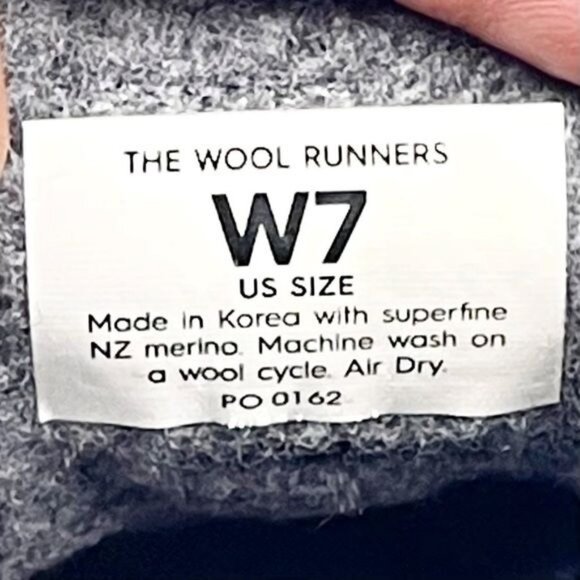 THE WOOL RUNNERS
W7
US SIZE
Made in Korea with superfine
NZ merino. Machine wash on
a wool cycle. Air Dry.
PO 0162